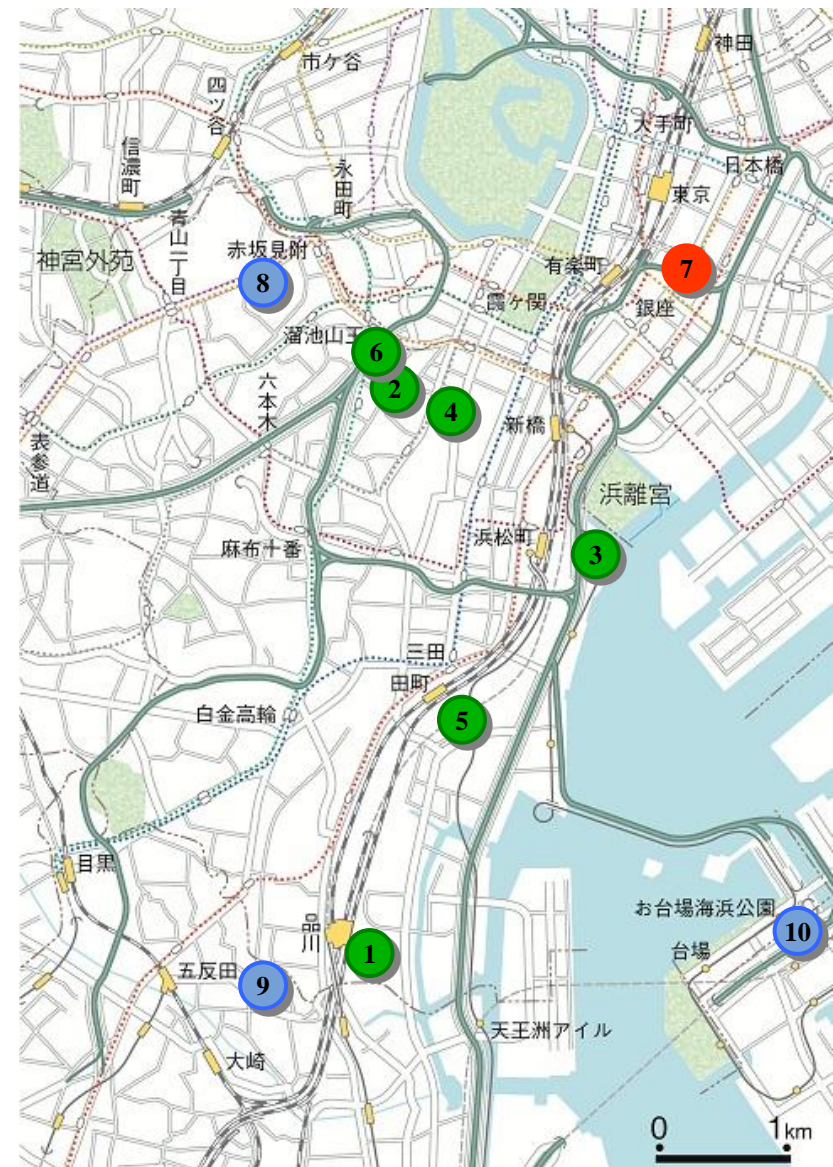 神田
市ケ谷
四ツ谷
大手町
日本橋
信濃町
永田町
東京
青山一丁目
赤坂見附
神宮外苑
有楽町
7
8
霞ヶ関
銀座
溜池山王
6
2
六本木
4
新橋
表参道
浜離宮
浜松町
麻布十番
3
三田
田町
白金高輪
5
目黒
お台場海浜公園
品川
10
台場
1
五反田
9
天王洲アイル
大崎
0 1km